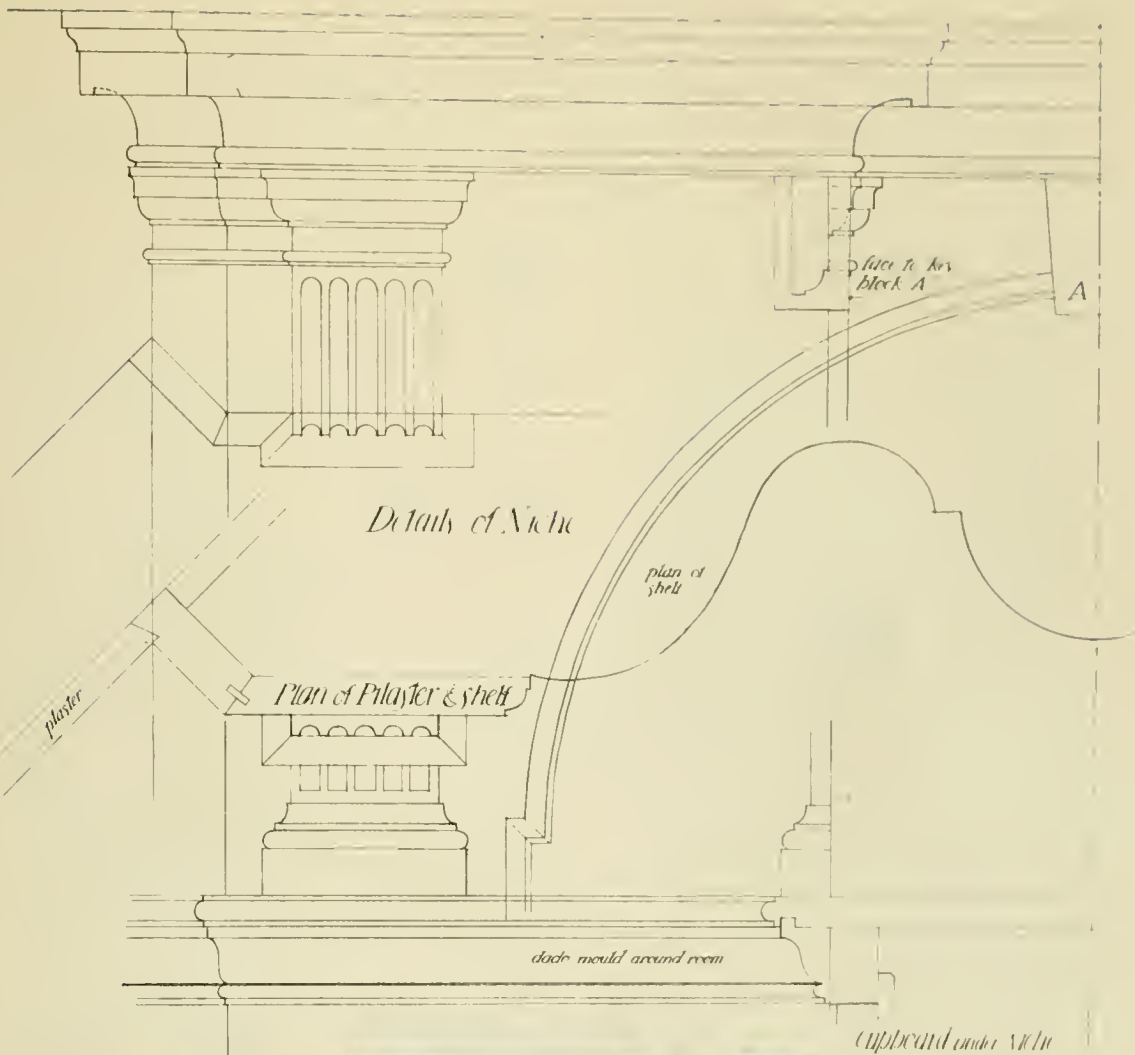 face to key
block A
A
Details of Niche
plan of
shelf
Plan of Pilaster & shelf
plaster
dado mould around room
cupboard under niche